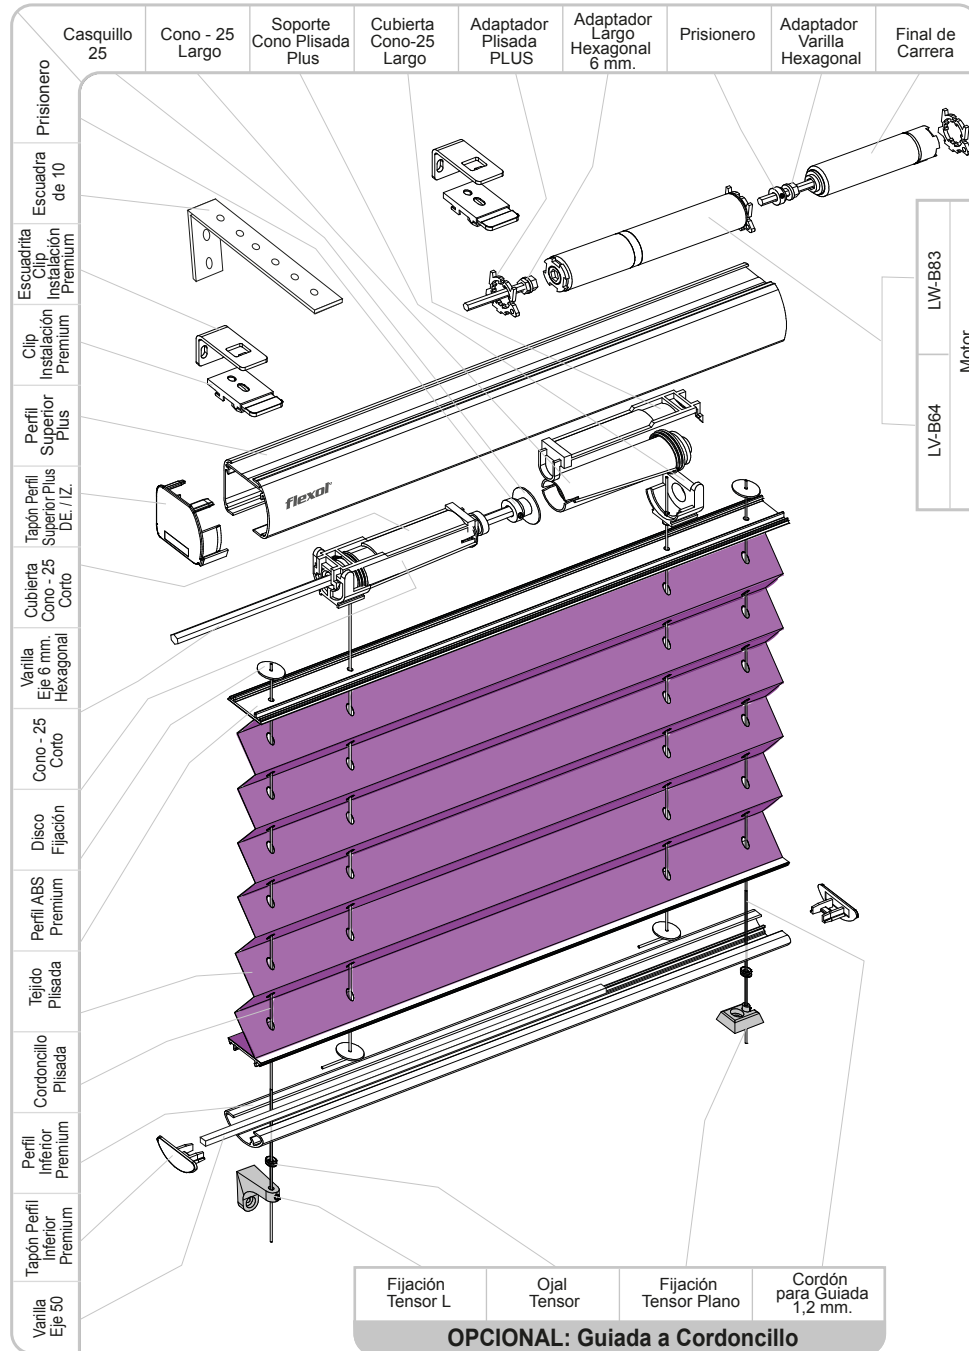 Casquillo
25
Cono - 25
Largo
Soporte
Cono Plisada
Plus
Cubierta
Cono-25
Largo
Adaptador
Plisada
PLUS
Adaptador
Largo
Hexagonal
6 mm.
Prisionero
Adaptador
Varilla
Hexagonal
Final de
Carrera
Prisionero
Escuadra
de 10
Escuadrita
Clip
Instalación
Premium
Clip
Instalación
Premium
Perfil
Superior
Plus
Tapón Perfil
Superior Plus
DE. / IZ.
Cubierta
Cono - 25
Corto
Varilla
Eje 6 mm.
Hexagonal
Cono - 25
Corto
Disco
Fijación
Perfil ABS
Premium
Tejido
Plisada
Cordoncillo
Plisada
Perfil
Inferior
Premium
Tapón Perfil
Inferior
Premium
Varilla
Eje 50
flexol
LW-B83
LV-B64
Motor
Fijación
Tensor L
Ojal
Tensor
Fijación
Tensor Plano
Cordón
para Guiada
1,2 mm.
OPCIONAL: Guiada a Cordoncillo